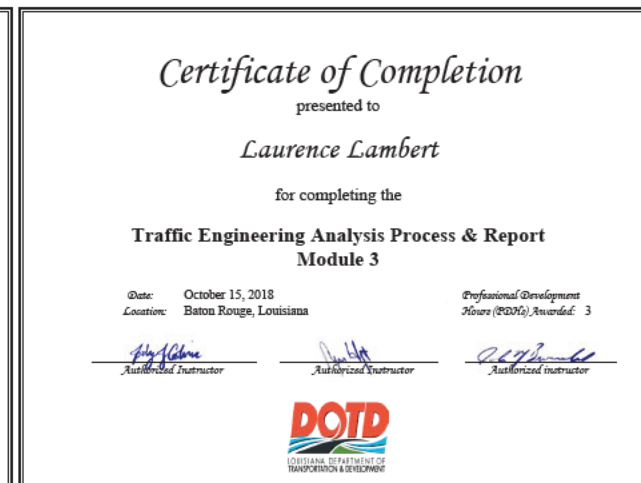 Certificate of Completion
presented to
Laurence Lambert
for completing the
Traffic Engineering Analysis Process & Report
Module 3
Date: October 15, 2018
Location: Baton Rouge, Louisiana
Professional Development
Hours (PDHs) Awarded: 3
Authorized Instructor
Authorized Instructor
Authorized instructor
DOTD
LOUISIANA DEPARTMENT OF
TRANSPORTATION & DEVELOPMENT